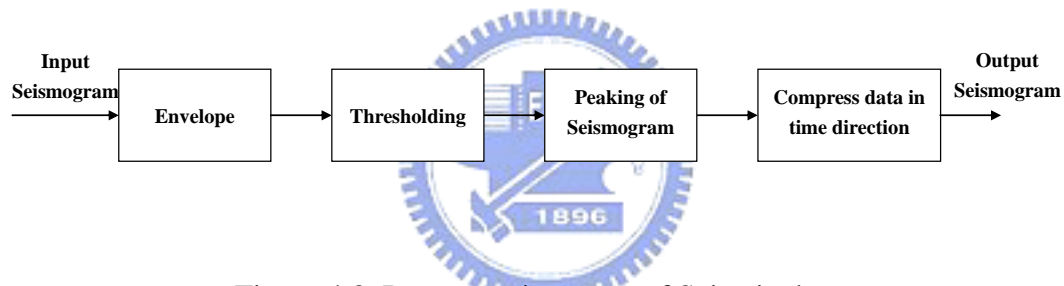 Input
Seismogram
Envelope
Thresholding
Peaking of
Seismogram
Compress data in
time direction
Output
Seismogram
1896